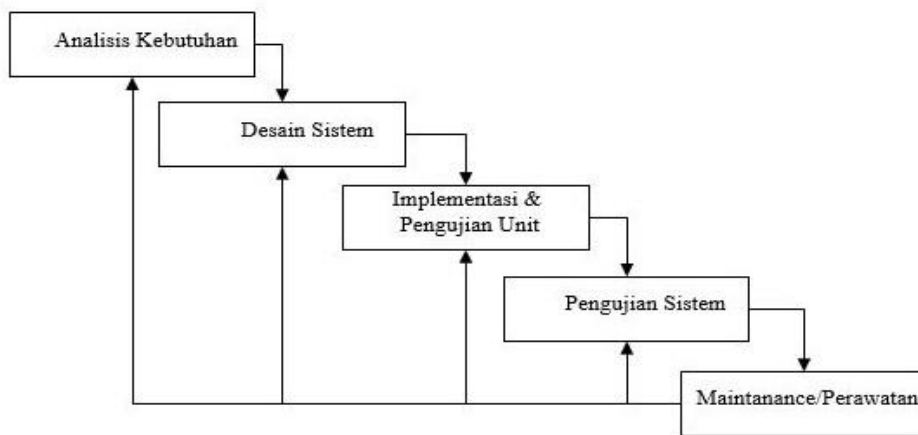 Analisis Kebutuhan
Desain Sistem
Implementasi &
Pengujian Unit
Pengujian Sistem
Maintanance/Perawatan